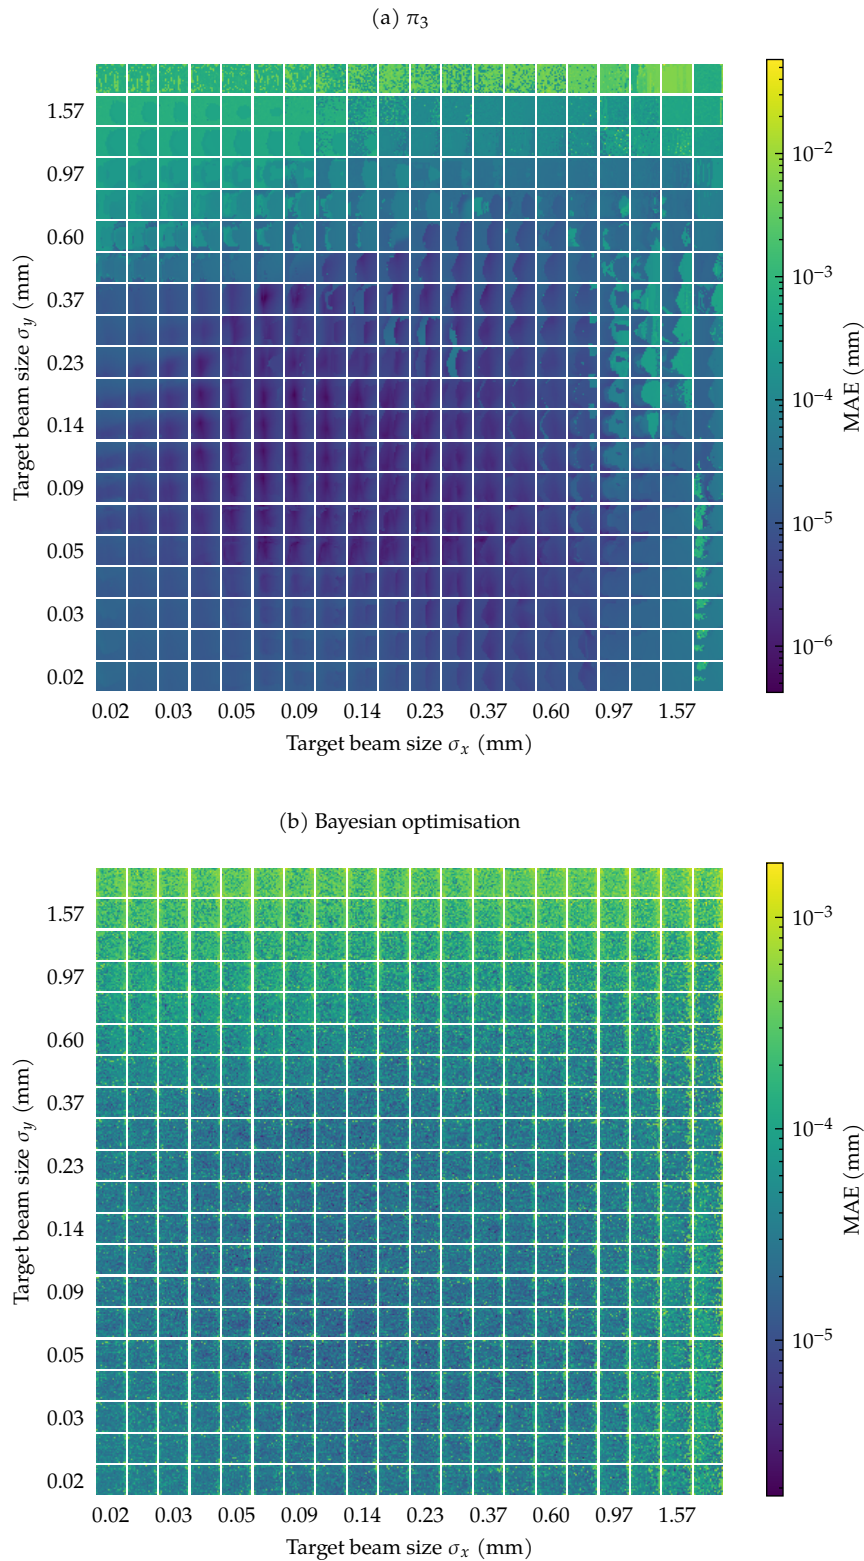 (a) π₃
Target beam size σ_y (mm)
1.57
0.97
0.60
0.37
0.23
0.14
0.09
0.05
0.03
0.02
0.02 0.03 0.05 0.09 0.14 0.23 0.37 0.60 0.97 1.57
Target beam size σ_x (mm)
10⁻²
10⁻³
10⁻⁴
10⁻⁵
10⁻⁶
MAE (mm)
(b) Bayesian optimisation
Target beam size σ_y (mm)
1.57
0.97
0.60
0.37
0.23
0.14
0.09
0.05
0.03
0.02
0.02 0.03 0.05 0.09 0.14 0.23 0.37 0.60 0.97 1.57
Target beam size σ_x (mm)
10⁻³
10⁻⁴
10⁻⁵
MAE (mm)